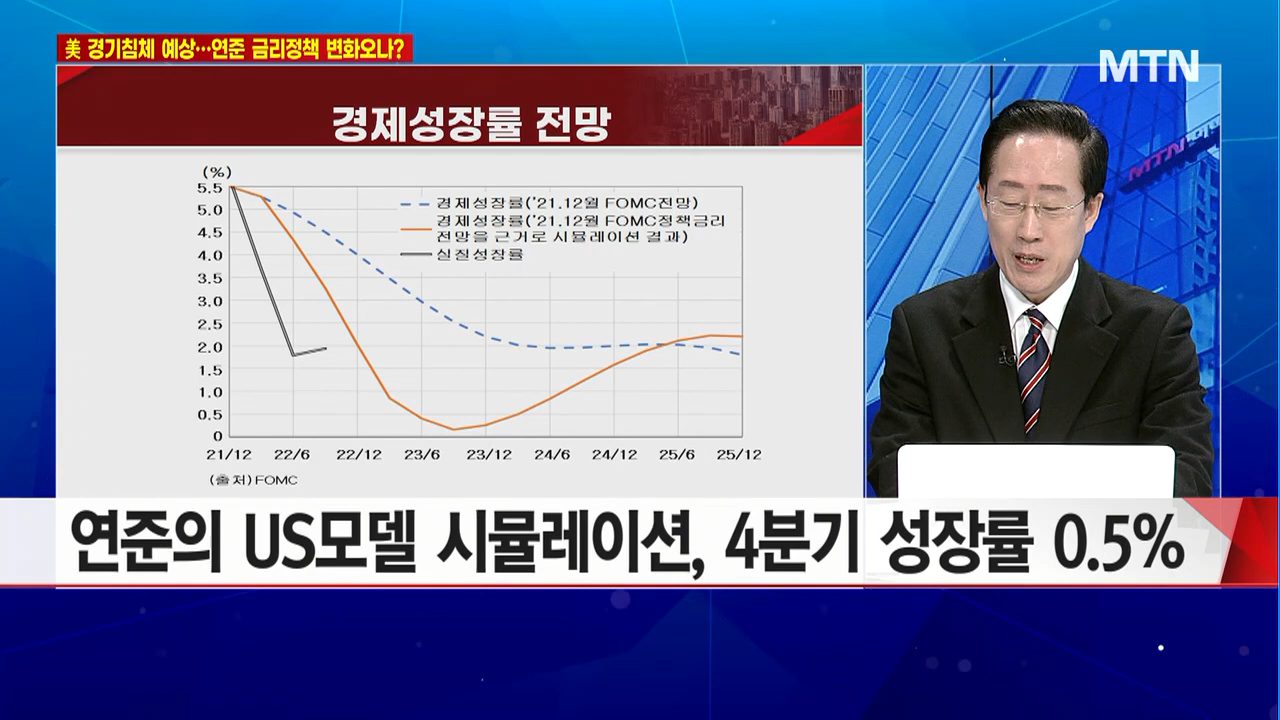 美 경기침체 예상…연준 금리정책 변화오나?
MTN
경제성장률 전망
MTN
(%)
5.5
5.0
4.5
4.0
3.5
3.0
2.5
2.0
1.5
1.0
0.5
0
경제성장률('21.12월 FOMC전망)
경제성장률('21.12월 FOMC정책금리
전망을 근거로 시뮬레이션 결과)
실질성장률
21/12 22/6 22/12 23/6 23/12 24/6 24/12 25/6 25/12
(출처)FOMC
연준의 US모델 시뮬레이션, 4분기 성장률 0.5%